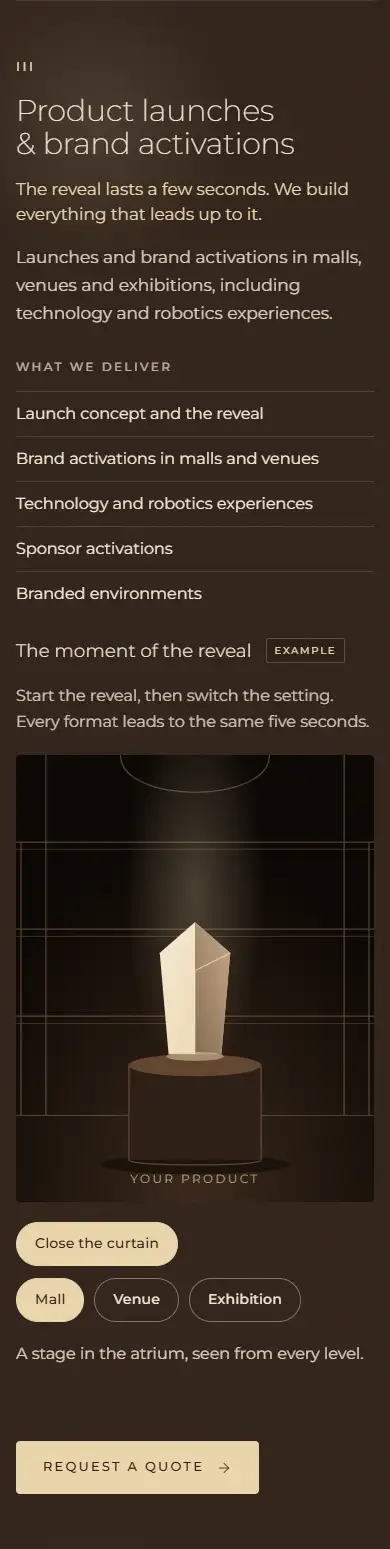 III
Product launches
& brand activations
The reveal lasts a few seconds. We build
everything that leads up to it.
Launches and brand activations in malls,
venues and exhibitions, including
technology and robotics experiences.
WHAT WE DELIVER
Launch concept and the reveal
Brand activations in malls and venues
Technology and robotics experiences
Sponsor activations
Branded environments
The moment of the reveal EXAMPLE
Start the reveal, then switch the setting.
Every format leads to the same five seconds.
YOUR PRODUCT
Close the curtain
Mall Venue Exhibition
A stage in the atrium, seen from every level.
REQUEST A QUOTE →